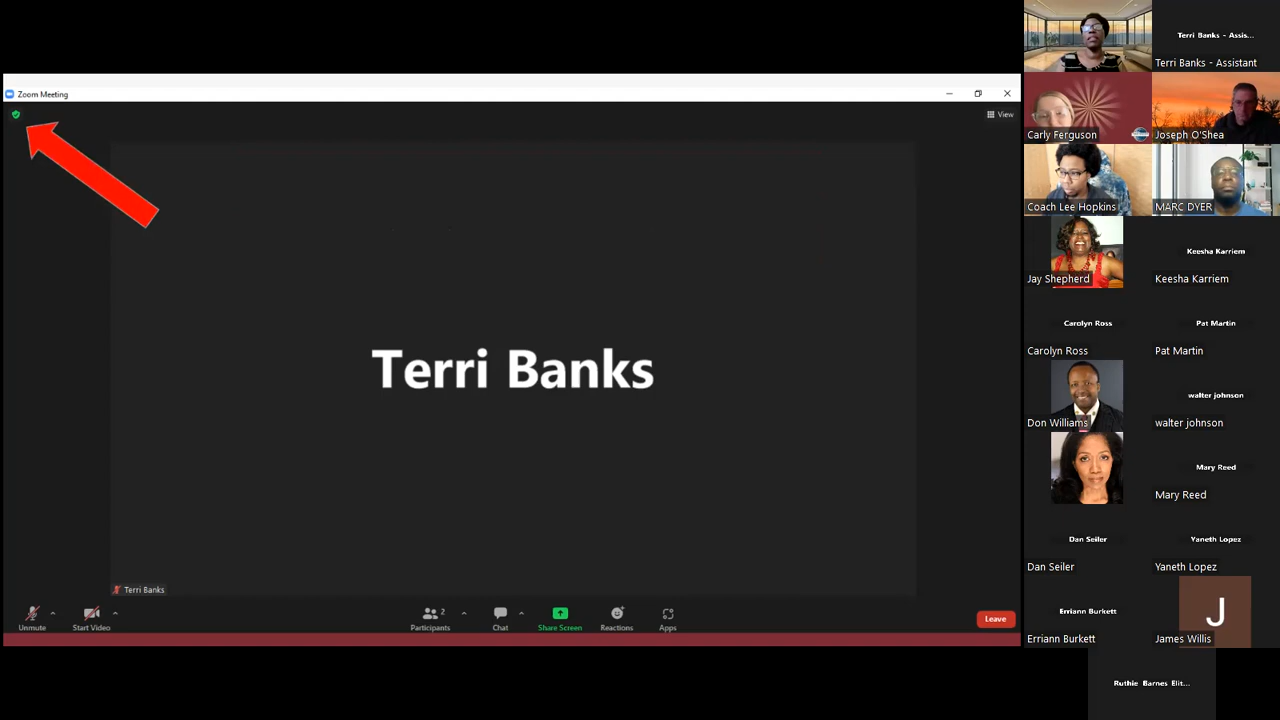 Zoom Meeting
View
Terri Banks
Terri Banks
Unmute
Start Video
2
Participants
Chat
Share Screen
Reactions
Apps
Leave
Terri Banks - Assis...
Terri Banks - Assistant
Carly Ferguson
Joseph O'Shea
Coach Lee Hopkins
MARC DYER
Jay Shepherd
Keesha Karriem
Keesha Karriem
Carolyn Ross
Carolyn Ross
Pat Martin
Pat Martin
Don Williams
walter johnson
walter johnson
Mary Reed
Mary Reed
Dan Seiler
Dan Seiler
Yaneth Lopez
Yaneth Lopez
Erriann Burkett
Erriann Burkett
J
James Willis
Ruthie Barnes Elit...